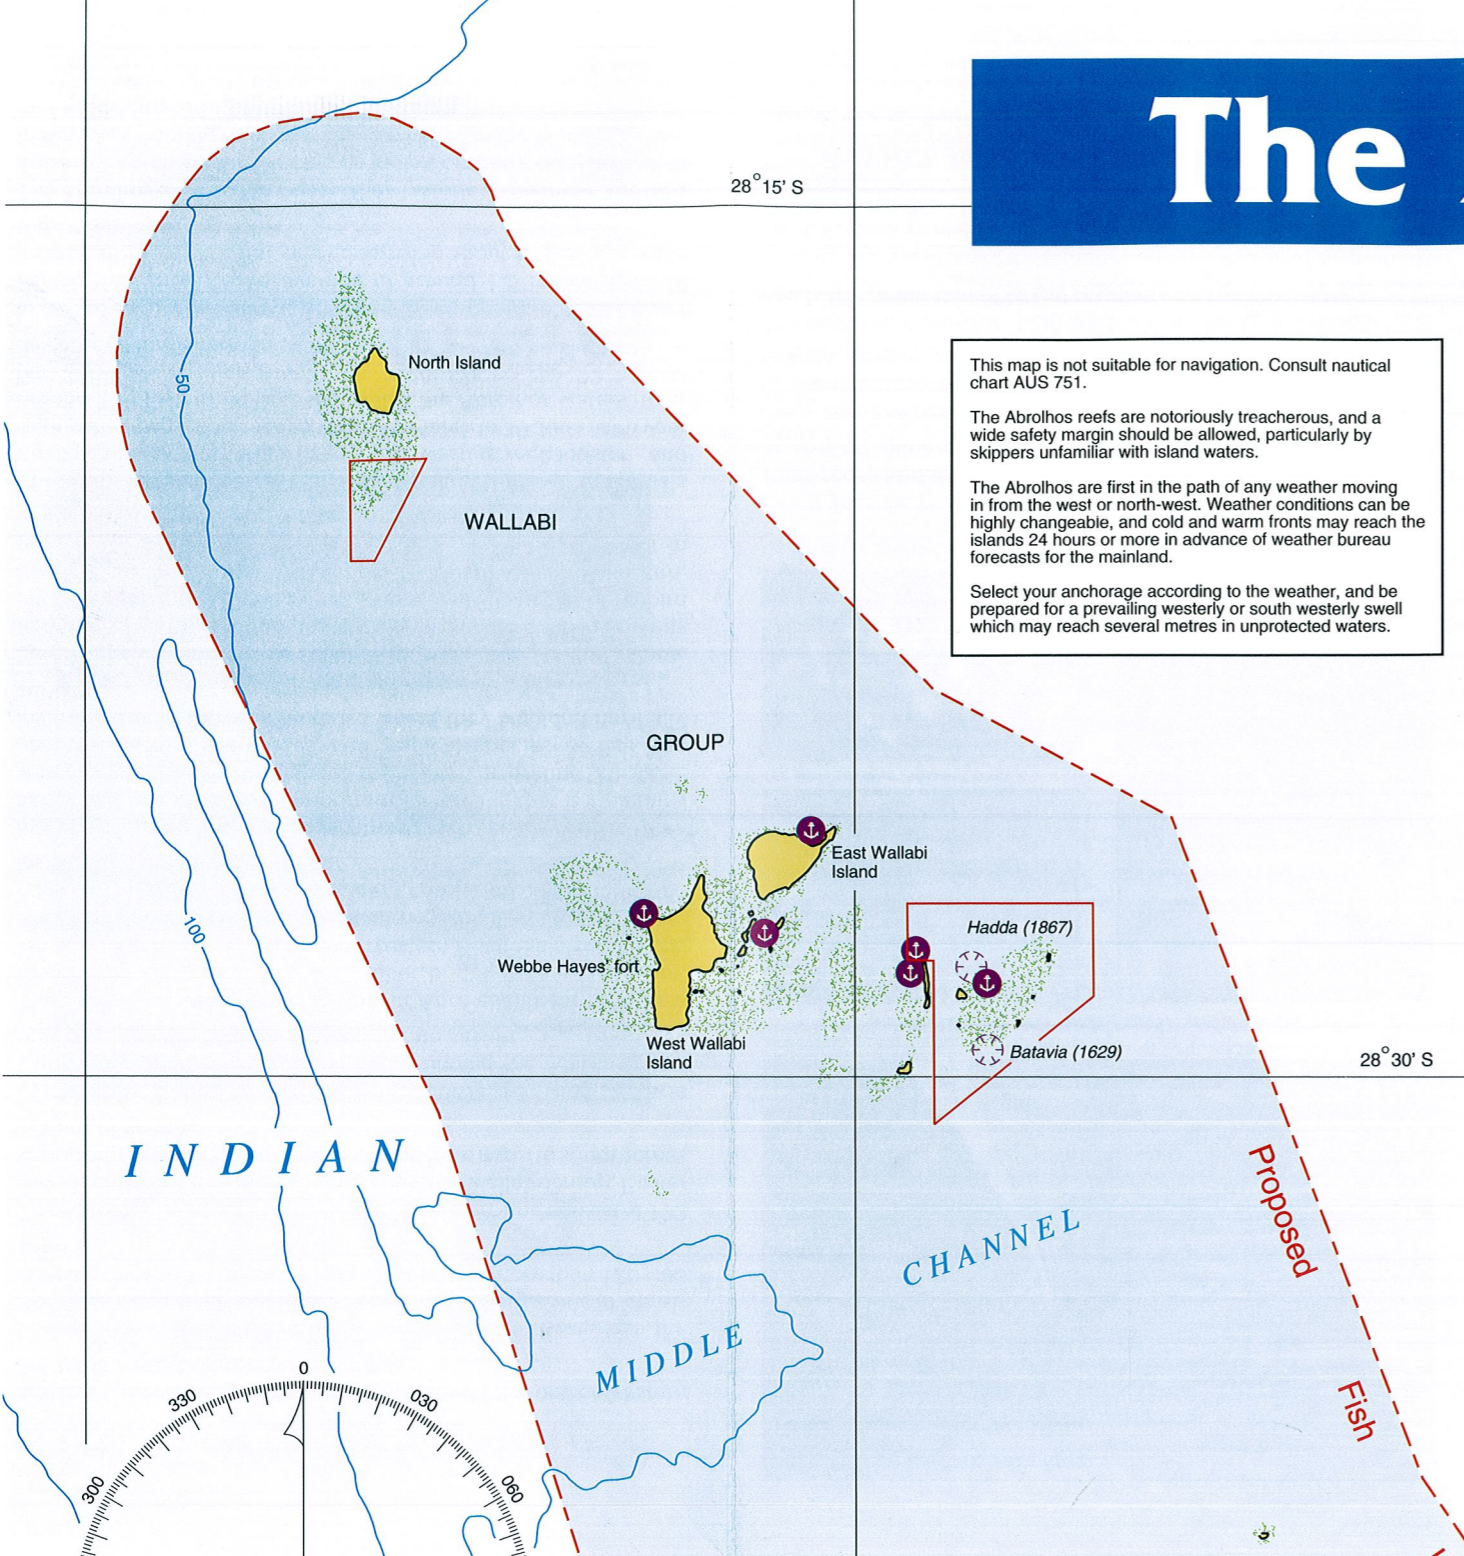 The
28°15' S
This map is not suitable for navigation. Consult nautical
chart AUS 751.
The Abrolhos reefs are notoriously treacherous, and a
wide safety margin should be allowed, particularly by
skippers unfamiliar with island waters.
The Abrolhos are first in the path of any weather moving
in from the west or north-west. Weather conditions can be
highly changeable, and cold and warm fronts may reach the
islands 24 hours or more in advance of weather bureau
forecasts for the mainland.
Select your anchorage according to the weather, and be
prepared for a prevailing westerly or south westerly swell
which may reach several metres in unprotected waters.
North Island
50
WALLABI
GROUP
East Wallabi
Island
100
Hadda (1867)
Webbe Hayes' fort
West Wallabi
Island
Batavia (1629)
28°30' S
INDIAN
CHANNEL
MIDDLE
Proposed
Fish
0
330
030
300
060